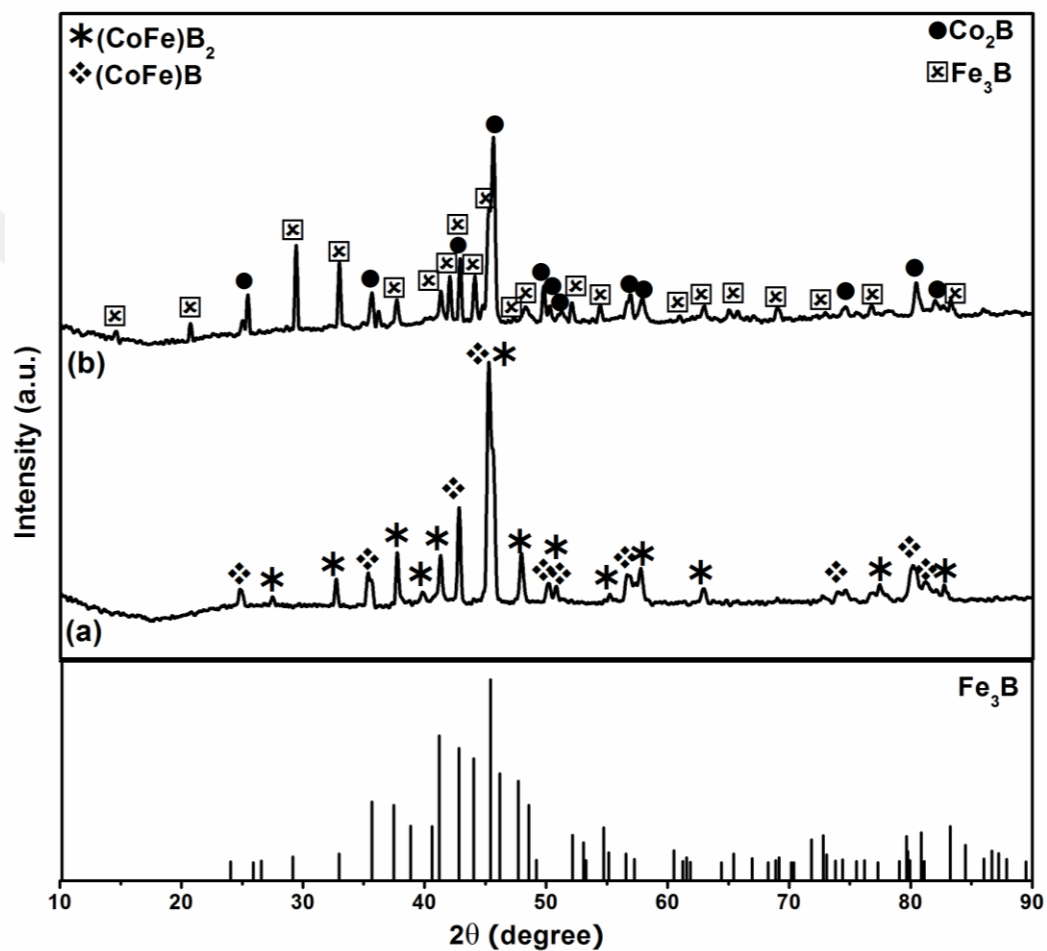 (CoFe)B₂
(CoFe)B
Co₂B
Fe₃B
(b)
(a)
Fe₃B
Intensity (a.u.)
10 20 30 40 50 60 70 80 90
2θ (degree)